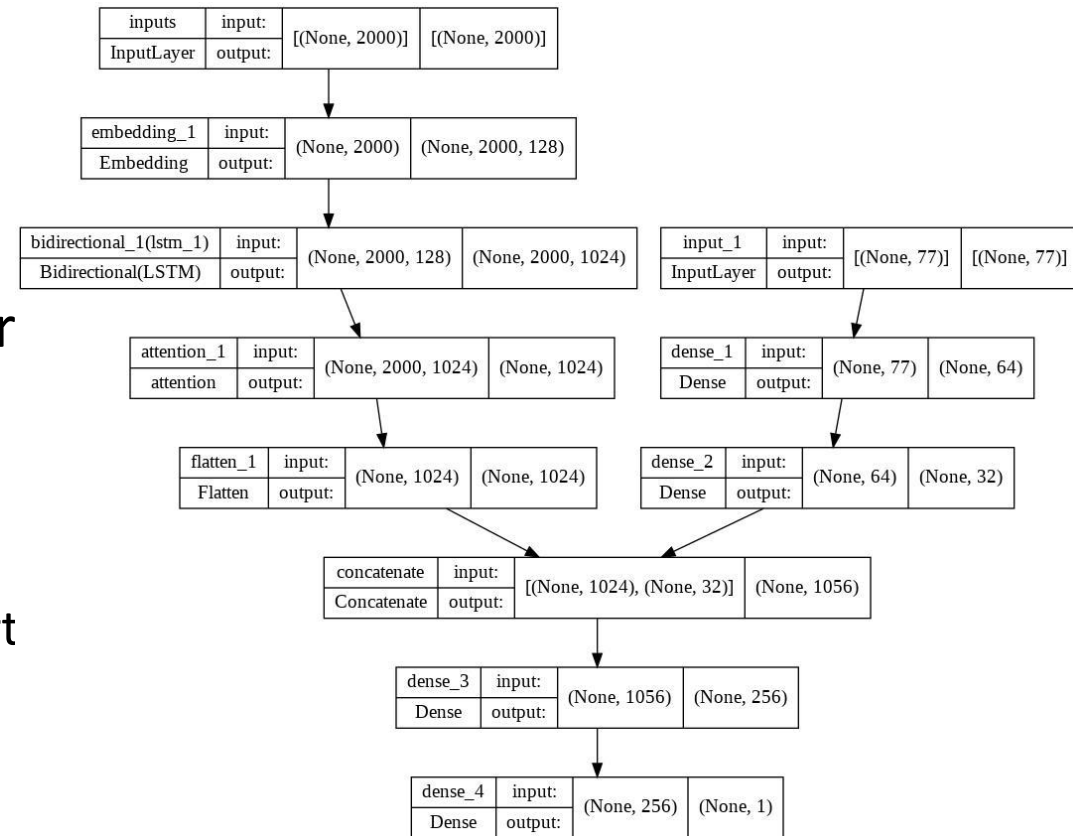 inputs input: [(None, 2000)] [(None, 2000)]
InputLayer output:
embedding_1 input: (None, 2000) (None, 2000, 128)
Embedding output:
bidirectional_1(lstm_1) input: (None, 2000, 128) (None, 2000, 1024)
Bidirectional(LSTM) output:
input_1 input: [(None, 77)] [(None, 77)]
InputLayer output:
r
attention_1 input: (None, 2000, 1024) (None, 1024)
attention output:
dense_1 input: (None, 77) (None, 64)
Dense output:
flatten_1 input: (None, 1024) (None, 1024)
Flatten output:
dense_2 input: (None, 64) (None, 32)
Dense output:
concatenate input: [(None, 1024), (None, 32)] (None, 1056)
Concatenate output:
t
dense_3 input: (None, 1056) (None, 256)
Dense output:
dense_4 input: (None, 256) (None, 1)
Dense output: